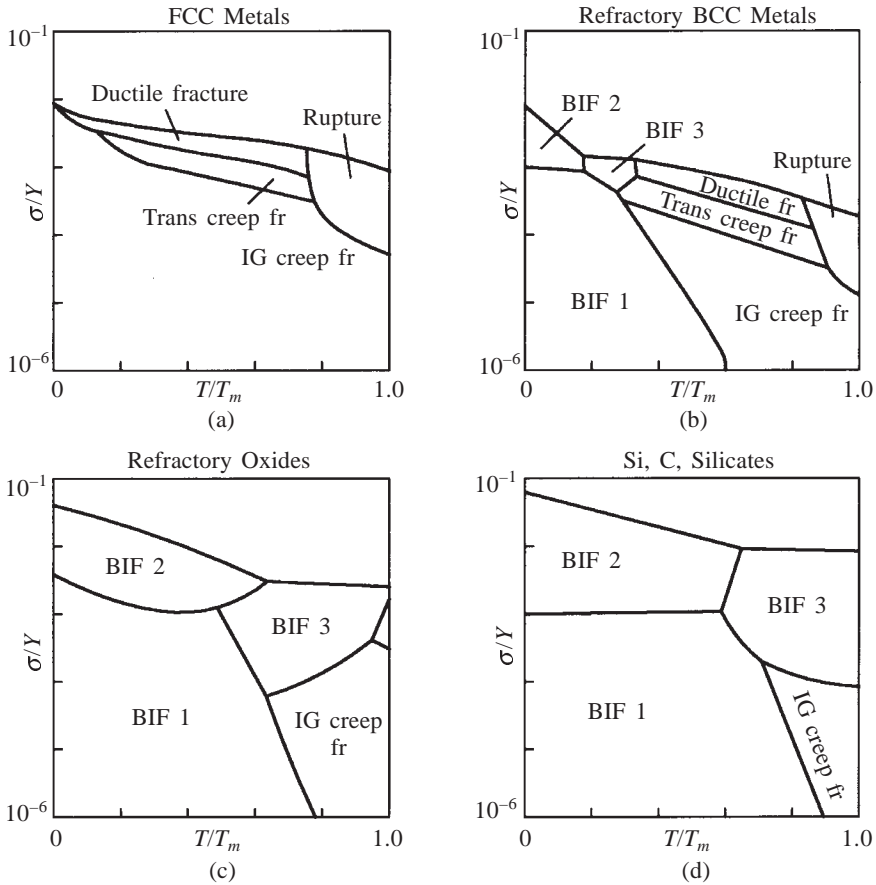 FCC Metals
10⁻¹
Ductile fracture
Rupture
σ/Y
Trans creep fr
IG creep fr
10⁻⁶
0
T/Tₘ
1.0
(a)
Refractory BCC Metals
10⁻¹
BIF 2
BIF 3
Rupture
σ/Y
Ductile fr
Trans creep fr
BIF 1
IG creep fr
10⁻⁶
0
T/Tₘ
1.0
(b)
Refractory Oxides
10⁻¹
BIF 2
BIF 3
σ/Y
BIF 1
IG creep
fr
10⁻⁶
0
T/Tₘ
1.0
(c)
Si, C, Silicates
10⁻¹
BIF 2
BIF 3
σ/Y
BIF 1
IG creep fr
10⁻⁶
0
T/Tₘ
1.0
(d)